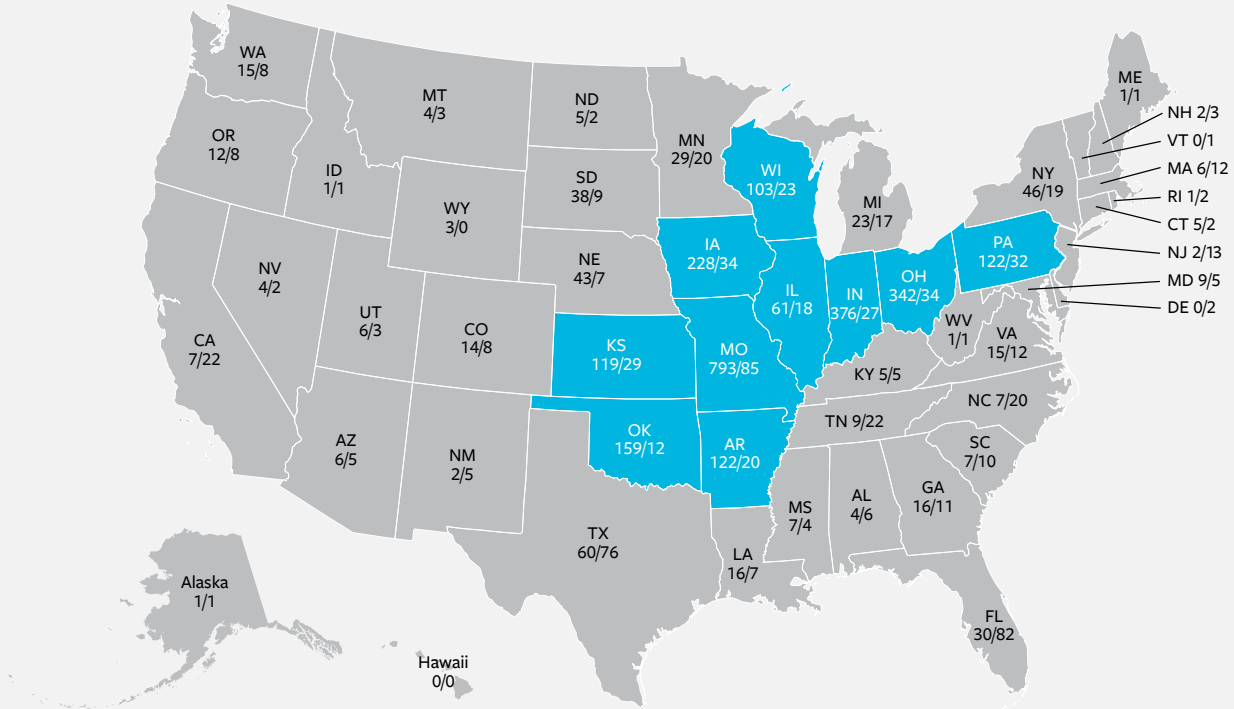 WA
15/8
MT
4/3
ND
5/2
MN
29/20
ME
1/1
NH 2/3
VT 0/1
MA 6/12
RI 1/2
CT 5/2
NJ 2/13
MD 9/5
DE 0/2
OR
12/8
ID
1/1
WY
3/0
SD
38/9
WI
103/23
MI
23/17
NY
46/19
NV
4/2
UT
6/3
CO
14/8
NE
43/7
IA
228/34
IL
61/18
IN
376/27
OH
342/34
PA
122/32
WV
1/1
VA
15/12
CA
7/22
KS
119/29
MO
793/85
KY 5/5
NC 7/20
TN 9/22
SC
7/10
AZ
6/5
NM
2/5
OK
159/12
AR
122/20
MS
7/4
AL
4/6
GA
16/11
TX
60/76
LA
16/7
FL
30/82
Alaska
1/1
Hawaii
0/0